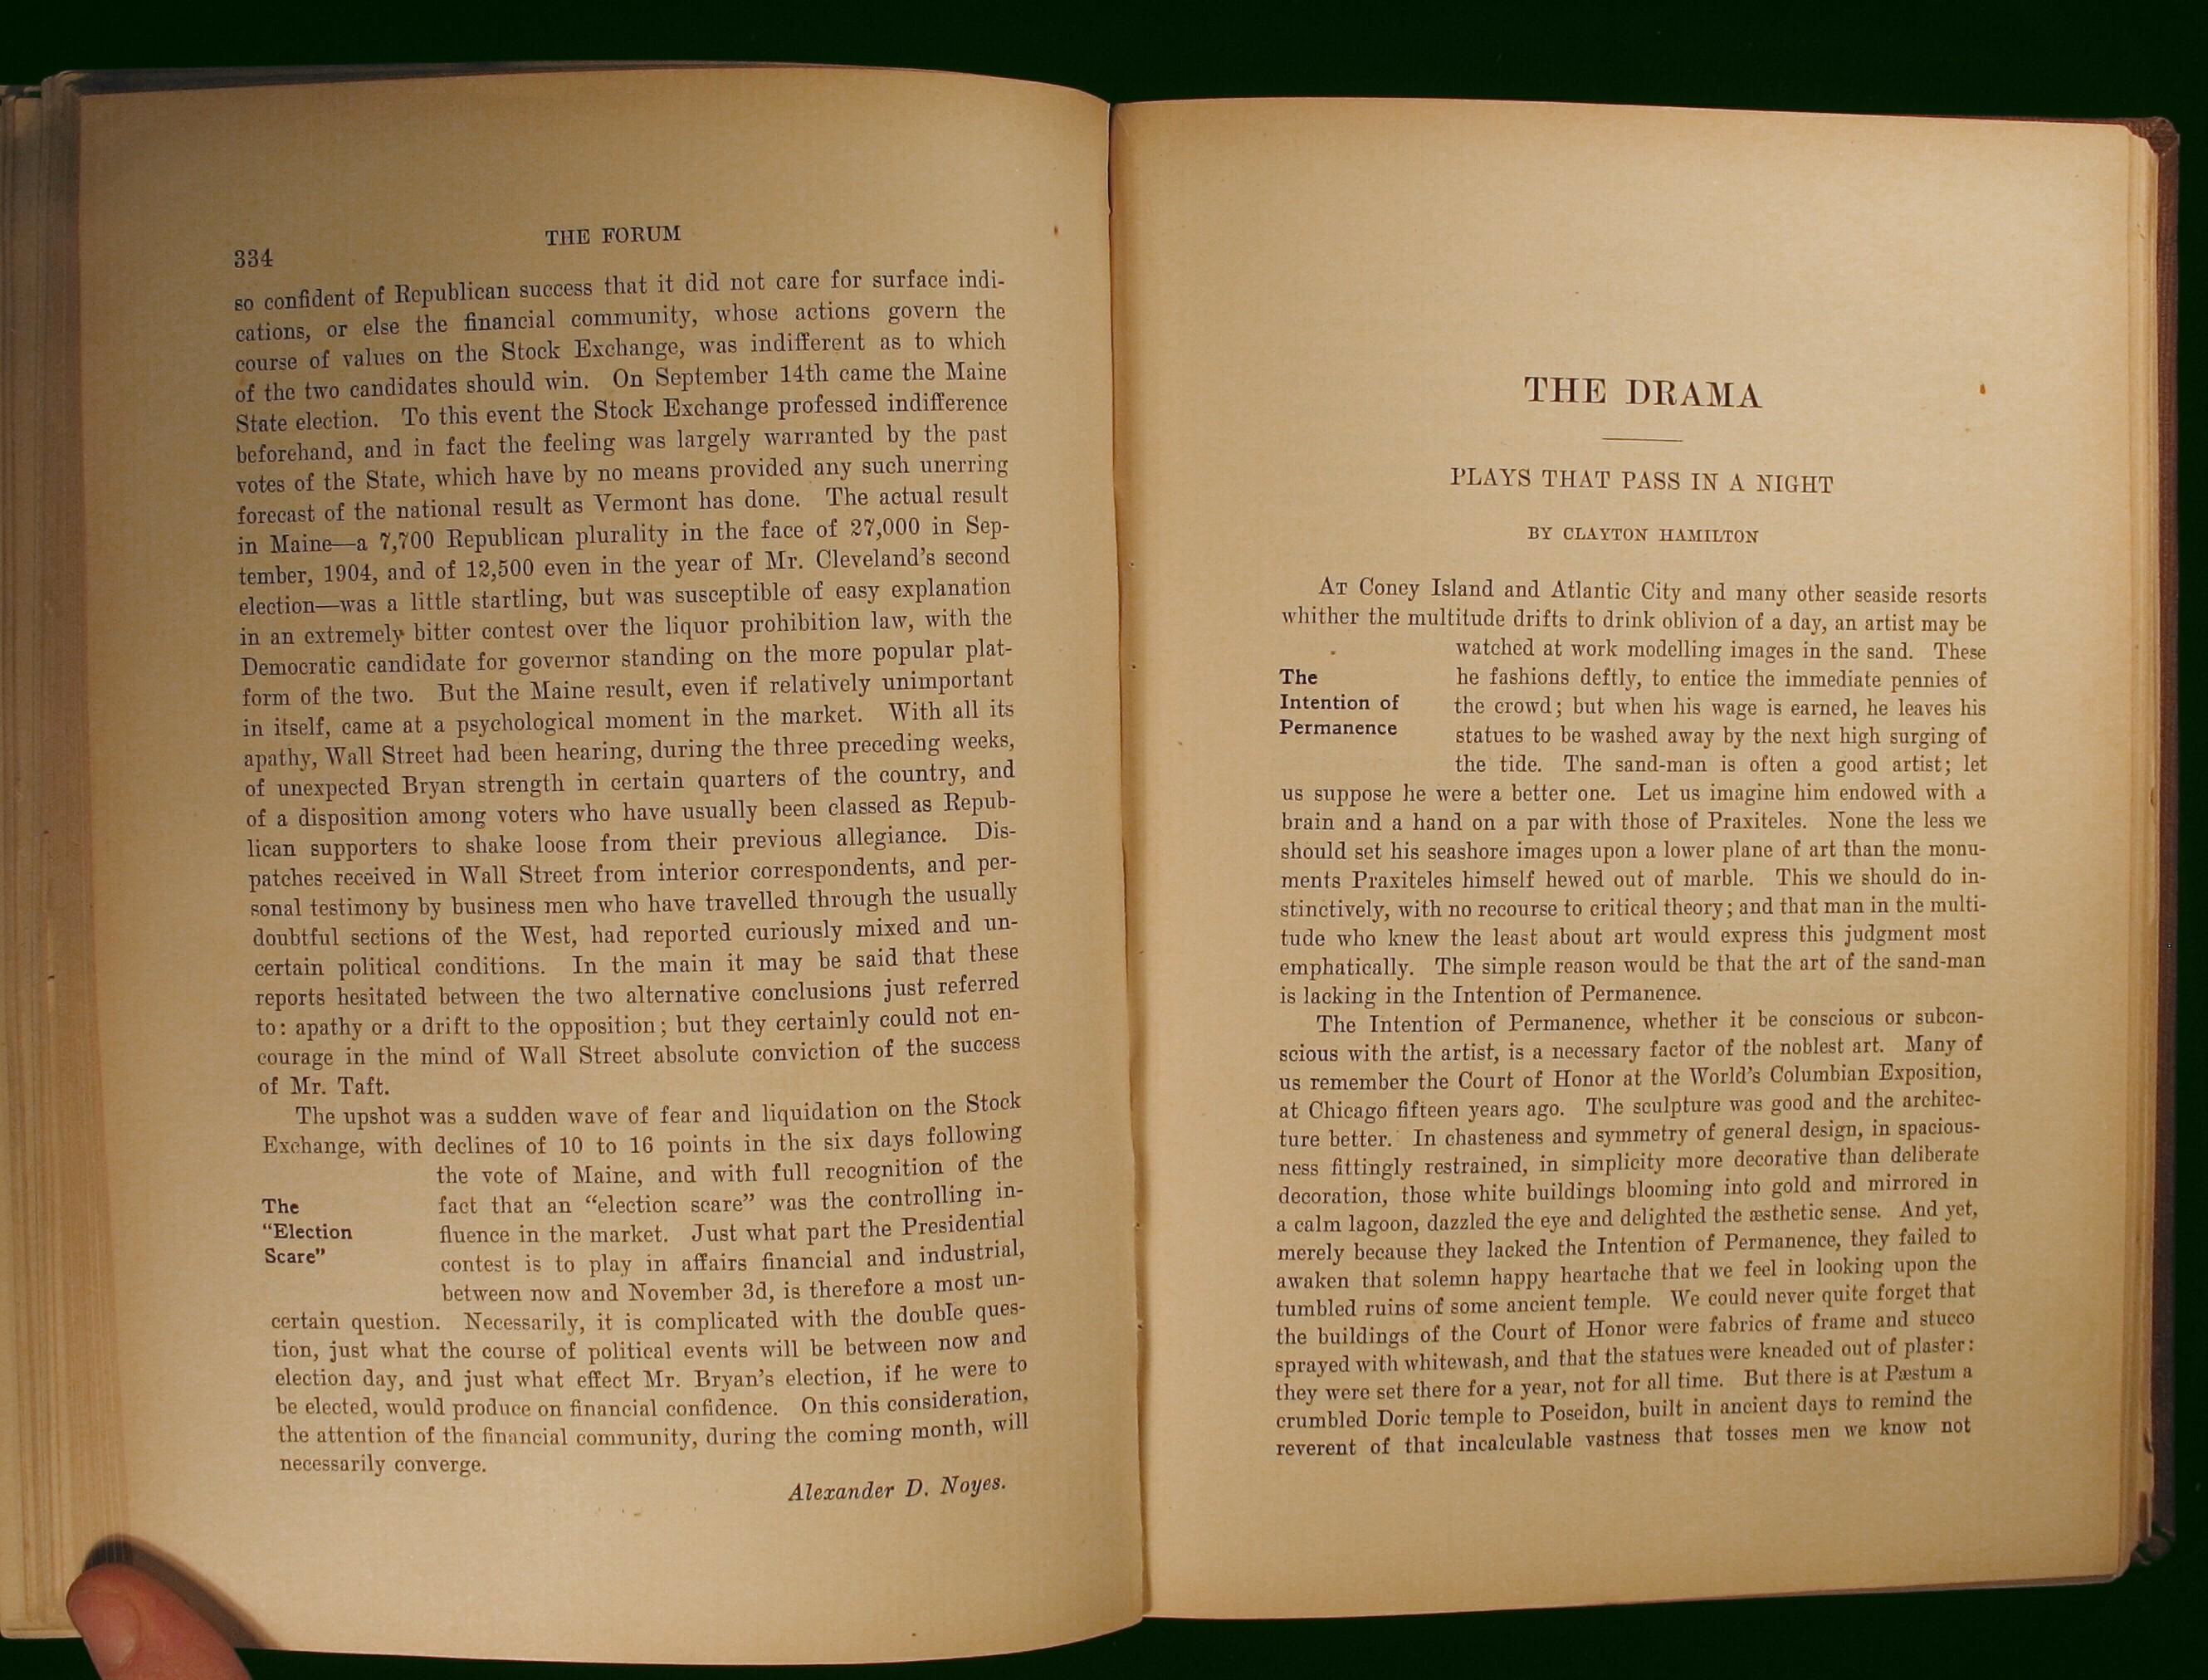 THE FORUM
334
so confident of Republican success that it did not care for surface indi-
cations, or else the financial community, whose actions govern the
course of values on the Stock Exchange, was indifferent as to which
of the two candidates should win. On September 14th came the Maine
State election. To this event the Stock Exchange professed indifference
beforehand, and in fact the feeling was largely warranted by the past
votes of the State, which have by no means provided any such unerring
forecast of the national result as Vermont has done. The actual result
in Maine—a 7,700 Republican plurality in the face of 27,000 in Sep-
tember, 1904, and of 12,500 even in the year of Mr. Cleveland's second
election—was a little startling, but was susceptible of easy explanation
in an extremely bitter contest over the liquor prohibition law, with the
Democratic candidate for governor standing on the more popular plat-
form of the two. But the Maine result, even if relatively unimportant
in itself, came at a psychological moment in the market. With all its
apathy, Wall Street had been hearing, during the three preceding weeks,
of unexpected Bryan strength in certain quarters of the country, and
of a disposition among voters who have usually been classed as Repub-
lican supporters to shake loose from their previous allegiance. Dis-
patches received in Wall Street from interior correspondents, and per-
sonal testimony by business men who have travelled through the usually
doubtful sections of the West, had reported curiously mixed and un-
certain political conditions. In the main it may be said that these
reports hesitated between the two alternative conclusions just referred
to: apathy or a drift to the opposition; but they certainly could not en-
courage in the mind of Wall Street absolute conviction of the success
of Mr. Taft.
The upshot was a sudden wave of fear and liquidation on the Stock
Exchange, with declines of 10 to 16 points in the six days following
the vote of Maine, and with full recognition of the
The
"Election
Scare"
fact that an "election scare" was the controlling in-
fluence in the market. Just what part the Presidential
contest is to play in affairs financial and industrial,
between now and November 3d, is therefore a most un-
certain question. Necessarily, it is complicated with the double ques-
tion, just what the course of political events will be between now and
election day, and just what effect Mr. Bryan's election, if he were to
be elected, would produce on financial confidence. On this consideration,
the attention of the financial community, during the coming month, will
necessarily converge.
Alexander D. Noyes.
THE DRAMA
PLAYS THAT PASS IN A NIGHT
BY CLAYTON HAMILTON
AT Coney Island and Atlantic City and many other seaside resorts
whither the multitude drifts to drink oblivion of a day, an artist may be
watched at work modelling images in the sand. These
The
Intention of
Permanence
he fashions deftly, to entice the immediate pennies of
the crowd; but when his wage is earned, he leaves his
statues to be washed away by the next high surging of
the tide. The sand-man is often a good artist; let
us suppose he were a better one. Let us imagine him endowed with a
brain and a hand on a par with those of Praxiteles. None the less we
should set his seashore images upon a lower plane of art than the monu-
ments Praxiteles himself hewed out of marble. This we should do in-
stinctively, with no recourse to critical theory; and that man in the multi-
tude who knew the least about art would express this judgment most
emphatically. The simple reason would be that the art of the sand-man
is lacking in the Intention of Permanence.
The Intention of Permanence, whether it be conscious or subcon-
scious with the artist, is a necessary factor of the noblest art. Many of
us remember the Court of Honor at the World's Columbian Exposition,
at Chicago fifteen years ago. The sculpture was good and the architec-
ture better. In chasteness and symmetry of general design, in spacious-
ness fittingly restrained, in simplicity more decorative than deliberate
decoration, those white buildings blooming into gold and mirrored in
a calm lagoon, dazzled the eye and delighted the æsthetic sense. And yet,
merely because they lacked the Intention of Permanence, they failed to
awaken that solemn happy heartache that we feel in looking upon the
tumbled ruins of some ancient temple. We could never quite forget that
the buildings of the Court of Honor were fabrics of frame and stucco
sprayed with whitewash, and that the statues were kneaded out of plaster:
they were set there for a year, not for all time. But there is at Pæstum a
crumbled Doric temple to Poseidon, built in ancient days to remind the
reverent of that incalculable vastness that tosses men we know not